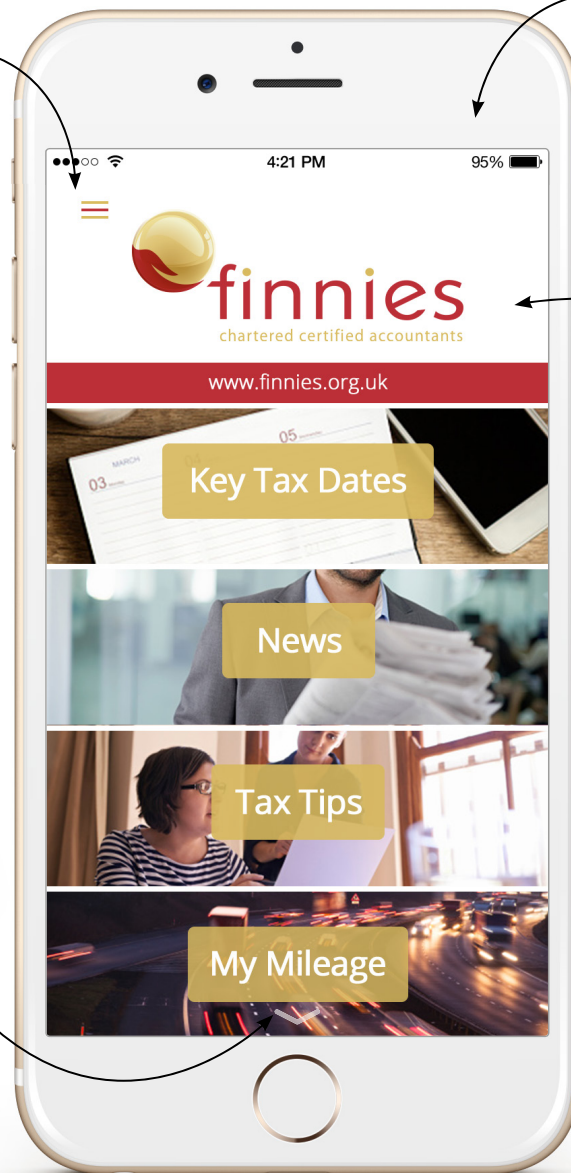 4:21 PM
95%
finnies
chartered certified accountants
www.finnies.org.uk
MARCH
03
05
Key Tax Dates
News
Tax Tips
My Mileage